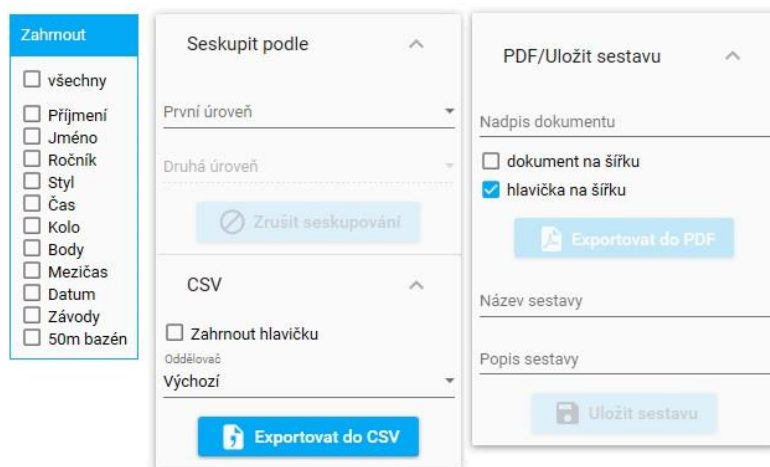 Zahrnout
všechny
Příjmení
Jméno
Ročník
Styl
Čas
Kolo
Body
Mezičas
Datum
Závody
50m bazén
Seskupit podle
První úroveň
Druhá úroveň
Zrušit seskupování
CSV
Zahrnout hlavičku
Oddělovač
Výchozí
Exportovat do CSV
PDF/Uložit sestavu
Nadpis dokumentu
dokument na šířku
hlavička na šířku
Exportovat do PDF
Název sestavy
Popis sestavy
Uložit sestavu